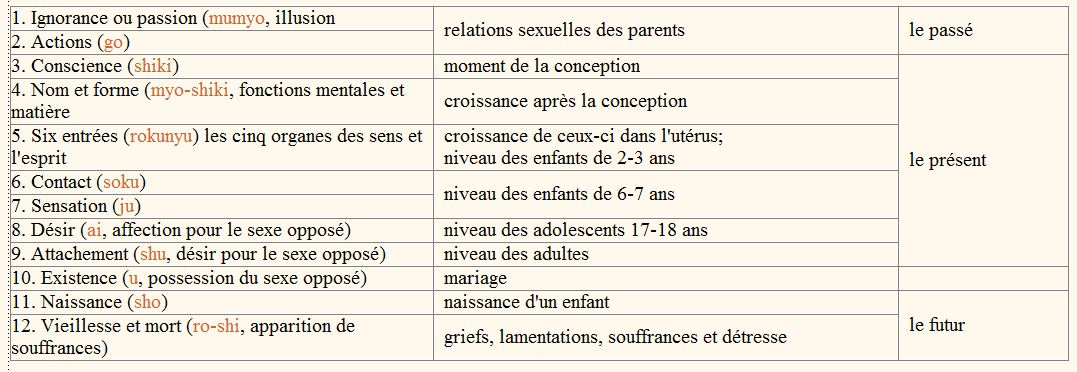 1. Ignorance ou passion (mumyo, illusion
relations sexuelles des parents
le passé
2. Actions (go)
3. Conscience (shiki)
moment de la conception
le présent
4. Nom et forme (myo-shiki, fonctions mentales et
matière
croissance après la conception
5. Six entrées (rokunyu) les cinq organes des sens et
l'esprit
croissance de ceux-ci dans l'utérus;
niveau des enfants de 2-3 ans
6. Contact (soku)
niveau des enfants de 6-7 ans
7. Sensation (ju)
8. Désir (ai, affection pour le sexe opposé)
niveau des adolescents 17-18 ans
9. Attachement (shu, désir pour le sexe opposé)
niveau des adultes
10. Existence (u, possession du sexe opposé)
mariage
11. Naissance (sho)
naissance d'un enfant
le futur
12. Vieillesse et mort (ro-shi, apparition de
souffrances)
griefs, lamentations, souffrances et détresse